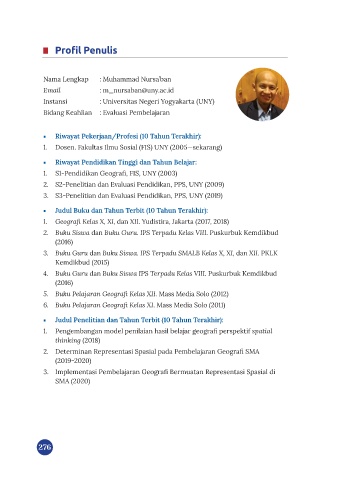 Profil Penulis
Nama Lengkap : Muhammad Nursa'ban
Email : m_nursaban@uny.ac.id
Instansi : Universitas Negeri Yogyakarta (UNY)
Bidang Keahlian : Evaluasi Pembelajaran
• Riwayat Pekerjaan/Profesi (10 Tahun Terakhir):
1. Dosen, Fakultas Ilmu Sosial (FIS) UNY (2005—sekarang)
• Riwayat Pendidikan Tinggi dan Tahun Belajar:
1. S1-Pendidikan Geografi, FIS, UNY (2003)
2. S2-Penelitian dan Evaluasi Pendidikan, PPS, UNY (2009)
3. S3-Penelitian dan Evaluasi Pendidikan, PPS, UNY (2019)
• Judul Buku dan Tahun Terbit (10 Tahun Terakhir):
1. Geografi Kelas X, XI, dan XII. Yudistira, Jakarta (2017, 2018)
2. Buku Siswa dan Buku Guru. IPS Terpadu Kelas VIII. Puskurbuk Kemdikbud
(2016)
3. Buku Guru dan Buku Siswa. IPS Terpadu SMALB Kelas X, XI, dan XII. PKLK
Kemdikbud (2015)
4. Buku Guru dan Buku Siswa IPS Terpadu Kelas VIII. Puskurbuk Kemdikbud
(2016)
5. Buku Pelajaran Geografi Kelas XII. Mass Media Solo (2012)
6. Buku Pelajaran Geografi Kelas XI. Mass Media Solo (2011)
• Judul Penelitian dan Tahun Terbit (10 Tahun Terakhir):
1. Pengembangan model penilaian hasil belajar geografi perspektif spatial
thinking (2018)
2. Determinan Representasi Spasial pada Pembelajaran Geografi SMA
(2019-2020)
3. Implementasi Pembelajaran Geografi Bermuatan Representasi Spasial di
SMA (2020)
276